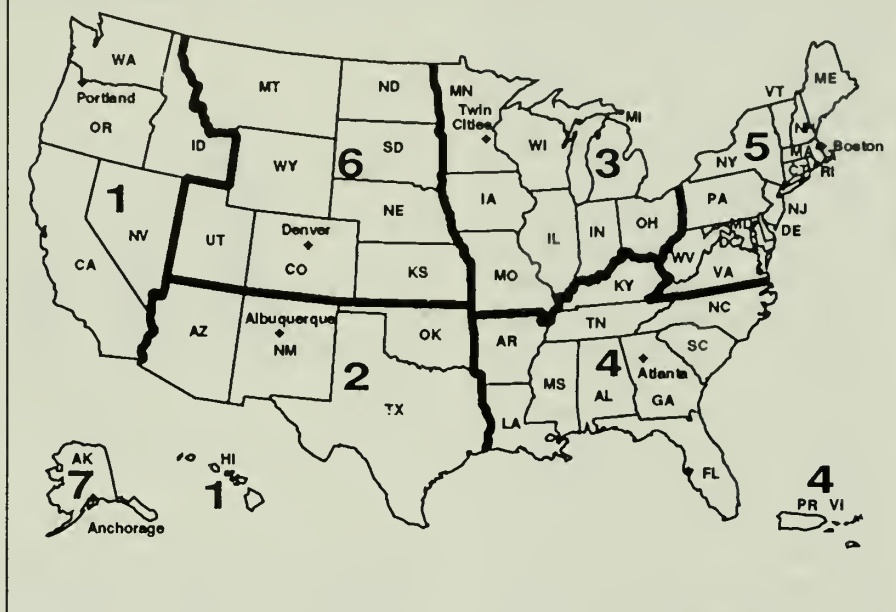 WA
MT
ND
MN
VT
ME
Portland
Twin
Cities
MI
OR
ID
SD
WI
NH
MA
Boston
WY
6
3
NY
5
CT
RI
1
NE
IA
PA
NJ
NV
UT
Denver
CO
IL
IN
OH
MD
DE
DC
WV
CA
KS
MO
KY
VA
NC
AZ
Albuquerque
NM
OK
AR
TN
SC
2
TX
MS
4
AL
Atlanta
GA
LA
FL
AK
7
Anchorage
HI
1
4
PR VI